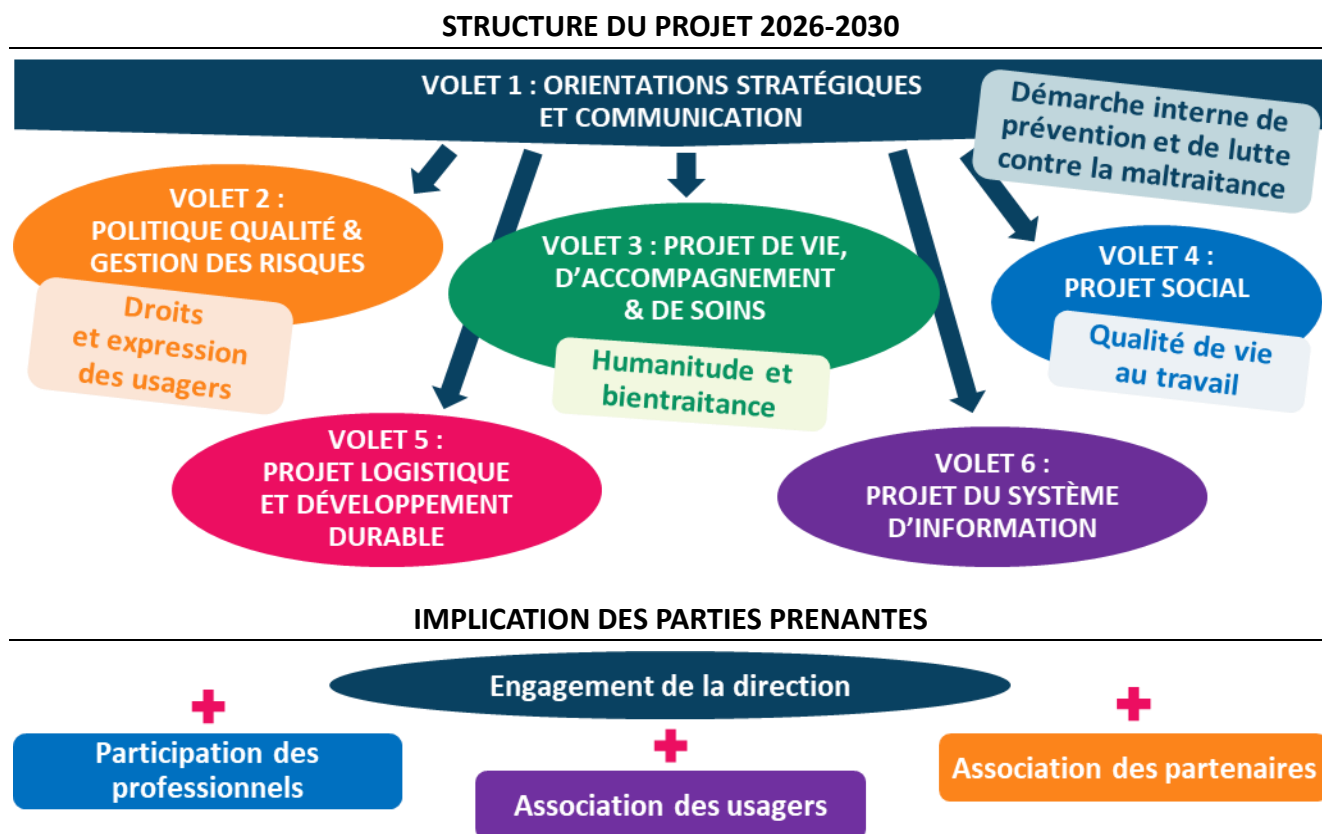 STRUCTURE DU PROJET 2026-2030
VOLET 1 : ORIENTATIONS STRATÉGIQUES
ET COMMUNICATION
Démarche interne de
prévention et de lutte
contre la maltraitance
VOLET 2 :
POLITIQUE QUALITÉ &
GESTION DES RISQUES
Droits
et expression
des usagers
VOLET 3 : PROJET DE VIE,
D’ACCOMPAGNEMENT
& DE SOINS
Humanitude et
bientraitance
VOLET 4 :
PROJET SOCIAL
Qualité de vie
au travail
VOLET 5 :
PROJET LOGISTIQUE
ET DÉVELOPPEMENT
DURABLE
VOLET 6 :
PROJET DU SYSTÈME
D’INFORMATION
IMPLICATION DES PARTIES PRENANTES
Engagement de la direction
Participation des
professionnels
Association des usagers
Association des partenaires